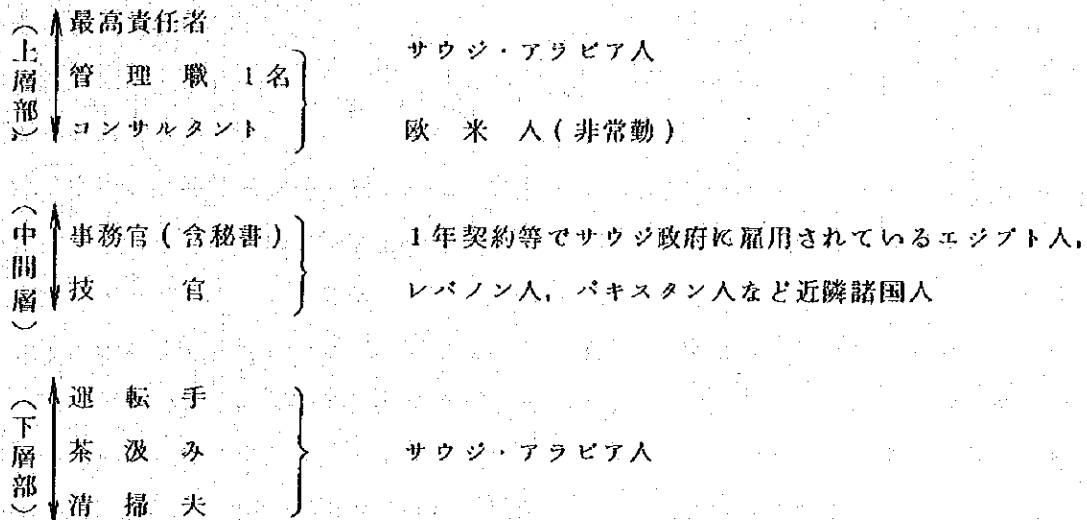 （上層部）
最高責任者
管理職 1名
コンサルタント
サウジ・アラビア人
欧米人(非常勤)
（中間層）
事務官(含秘書)
技官
1年契約等でサウジ政府に雇用されているエジプト人,
レバノン人, パキスタン人など近隣諸国人
（下層部）
運転手
茶汲み
清掃夫
サウジ・アラビア人